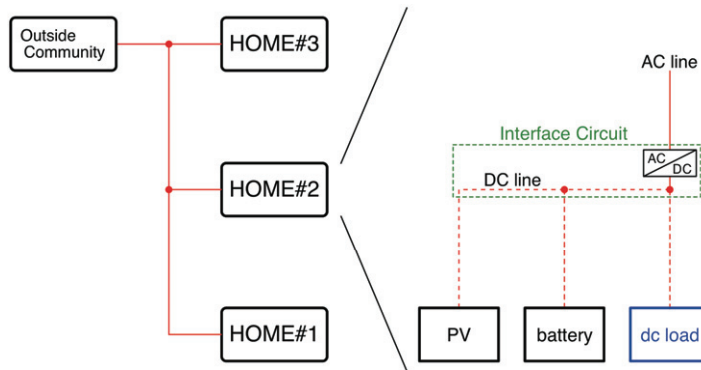 Outside
Community
HOME#3
HOME#2
HOME#1
AC line
Interface Circuit
AC
DC
DC line
PV
battery
dc load